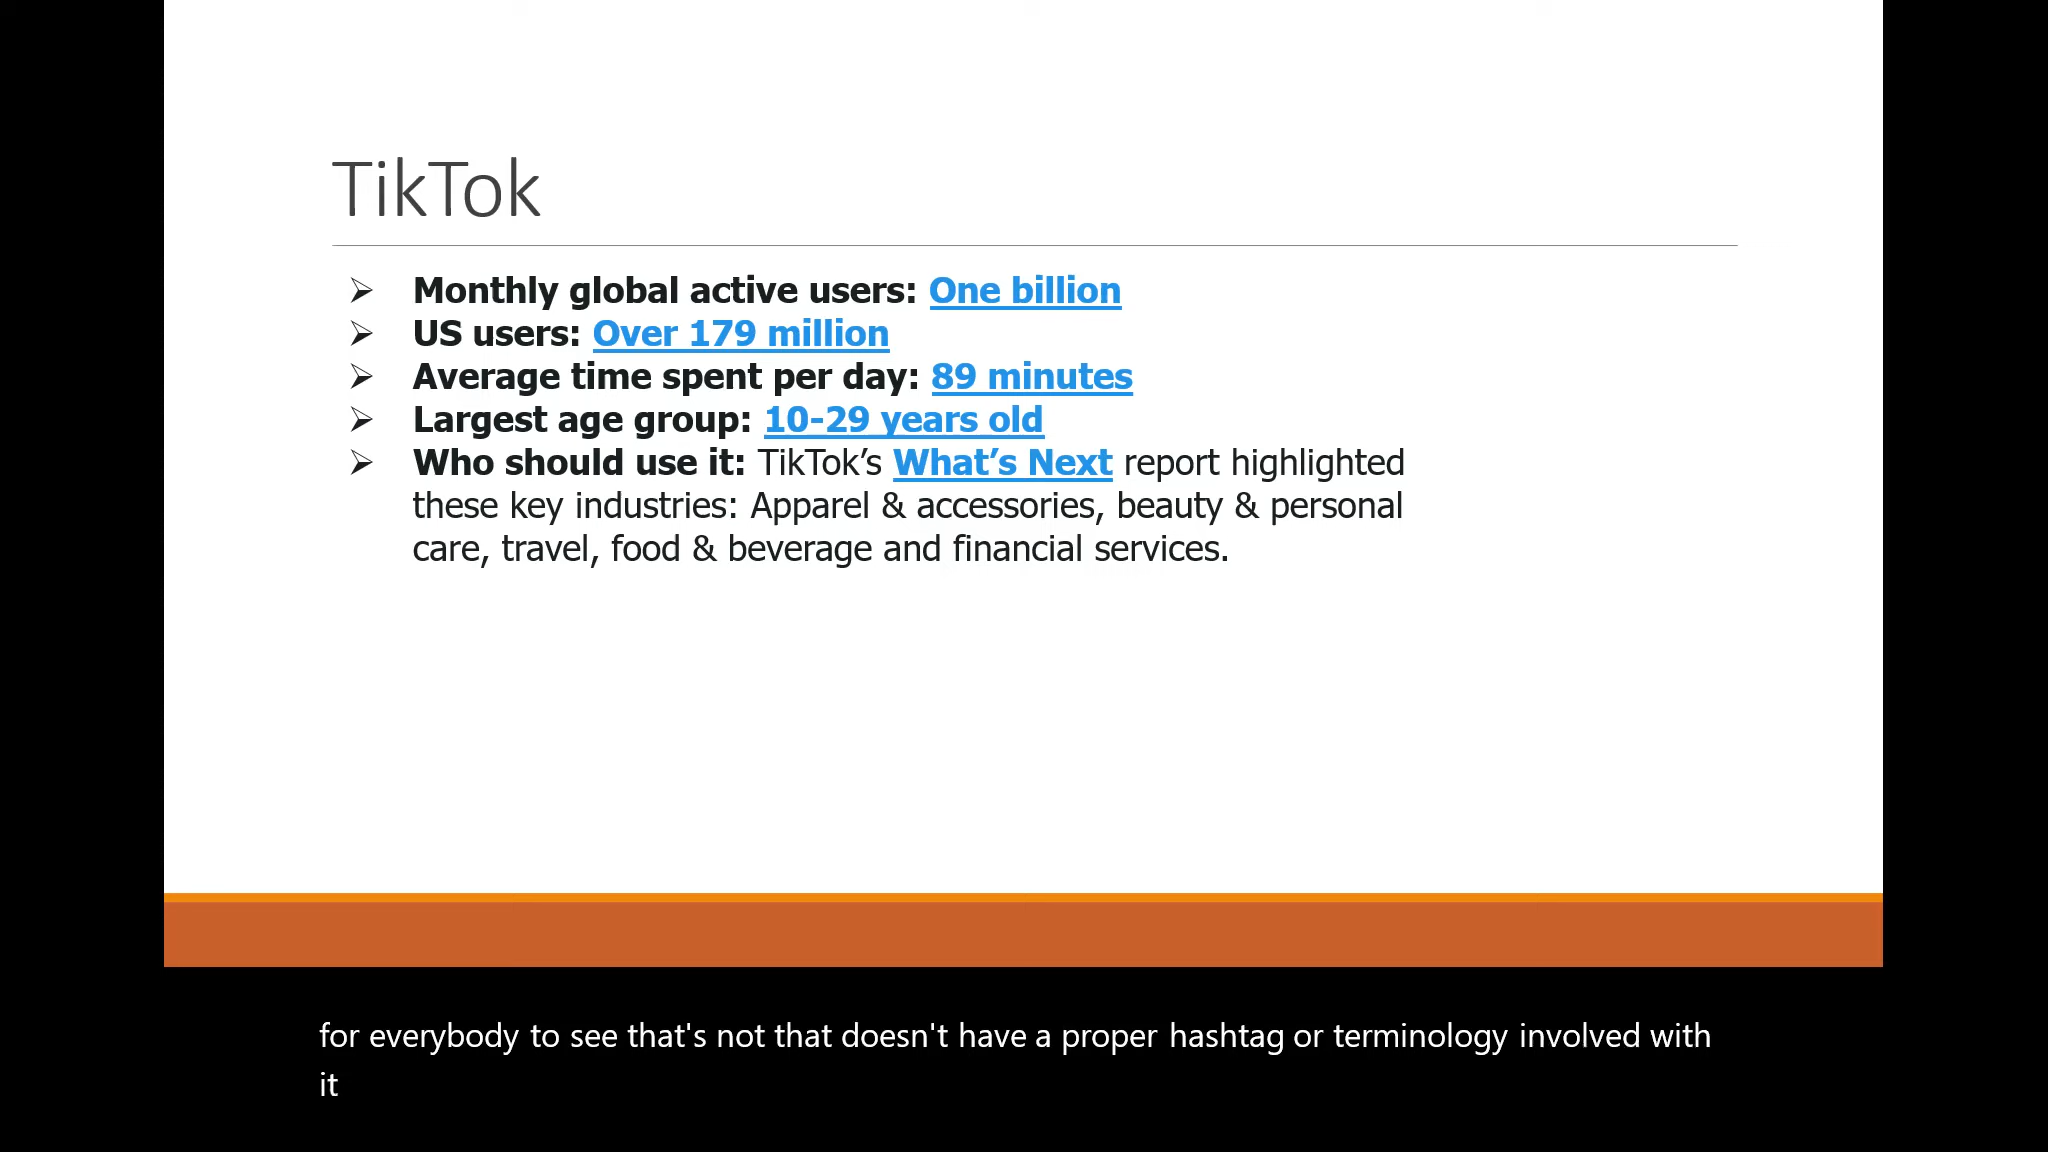 TikTok
➢ Monthly global active users: One billion
➢ US users: Over 179 million
➢ Average time spent per day: 89 minutes
➢ Largest age group: 10-29 years old
➢ Who should use it: TikTok’s What’s Next report highlighted
these key industries: Apparel & accessories, beauty & personal
care, travel, food & beverage and financial services.
for everybody to see that's not that doesn't have a proper hashtag or terminology involved with
it